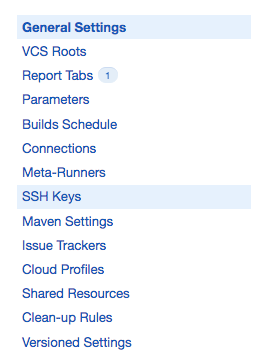 General Settings
VCS Roots
Report Tabs 1
Parameters
Builds Schedule
Connections
Meta-Runners
SSH Keys
Maven Settings
Issue Trackers
Cloud Profiles
Shared Resources
Clean-up Rules
Versioned Settings